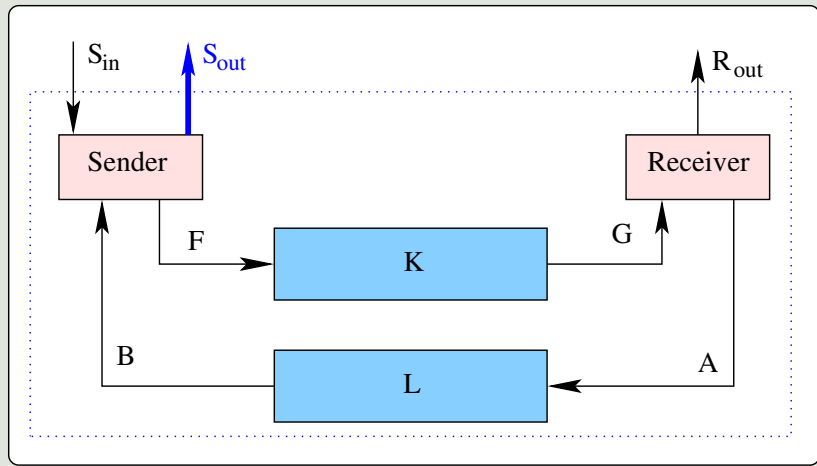 S_in
S_out
R_out
Sender
Receiver
F
K
G
B
L
A